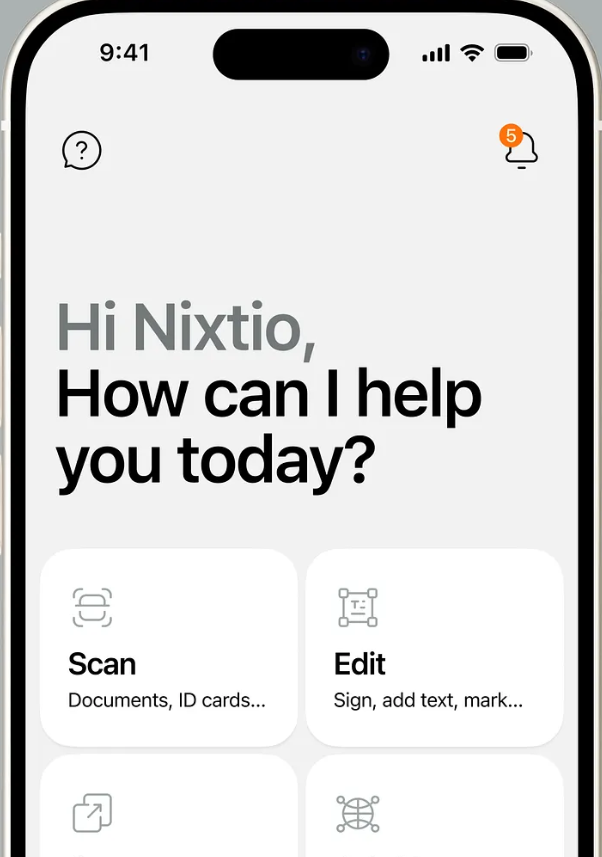 9:41
?
5
Hi Nixtio,
How can I help
you today?
Scan
Documents, ID cards...
Edit
Sign, add text, mark...